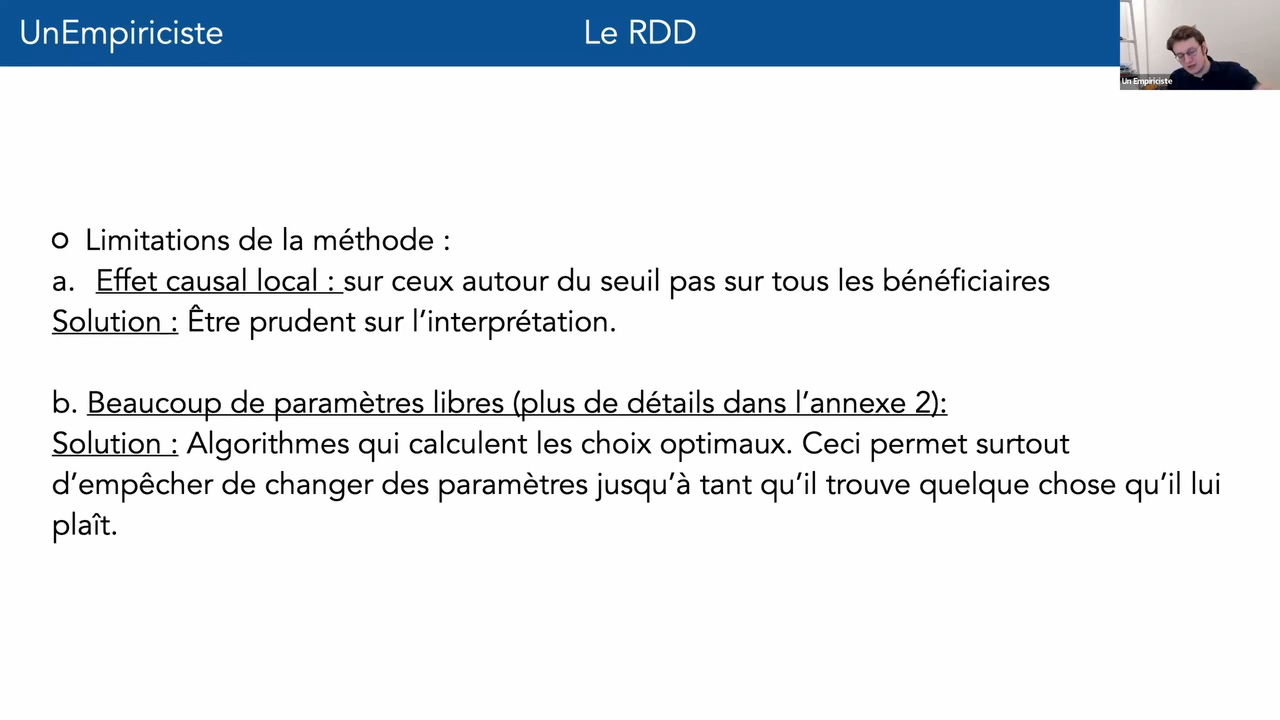 UnEmpiriciste
Le RDD
Un Empiriciste
Limitations de la méthode :
a. Effet causal local : sur ceux autour du seuil pas sur tous les bénéficiaires
Solution : Être prudent sur l’interprétation.
b. Beaucoup de paramètres libres (plus de détails dans l’annexe 2):
Solution : Algorithmes qui calculent les choix optimaux. Ceci permet surtout
d’empêcher de changer des paramètres jusqu’à tant qu’il trouve quelque chose qu’il lui
plaît.